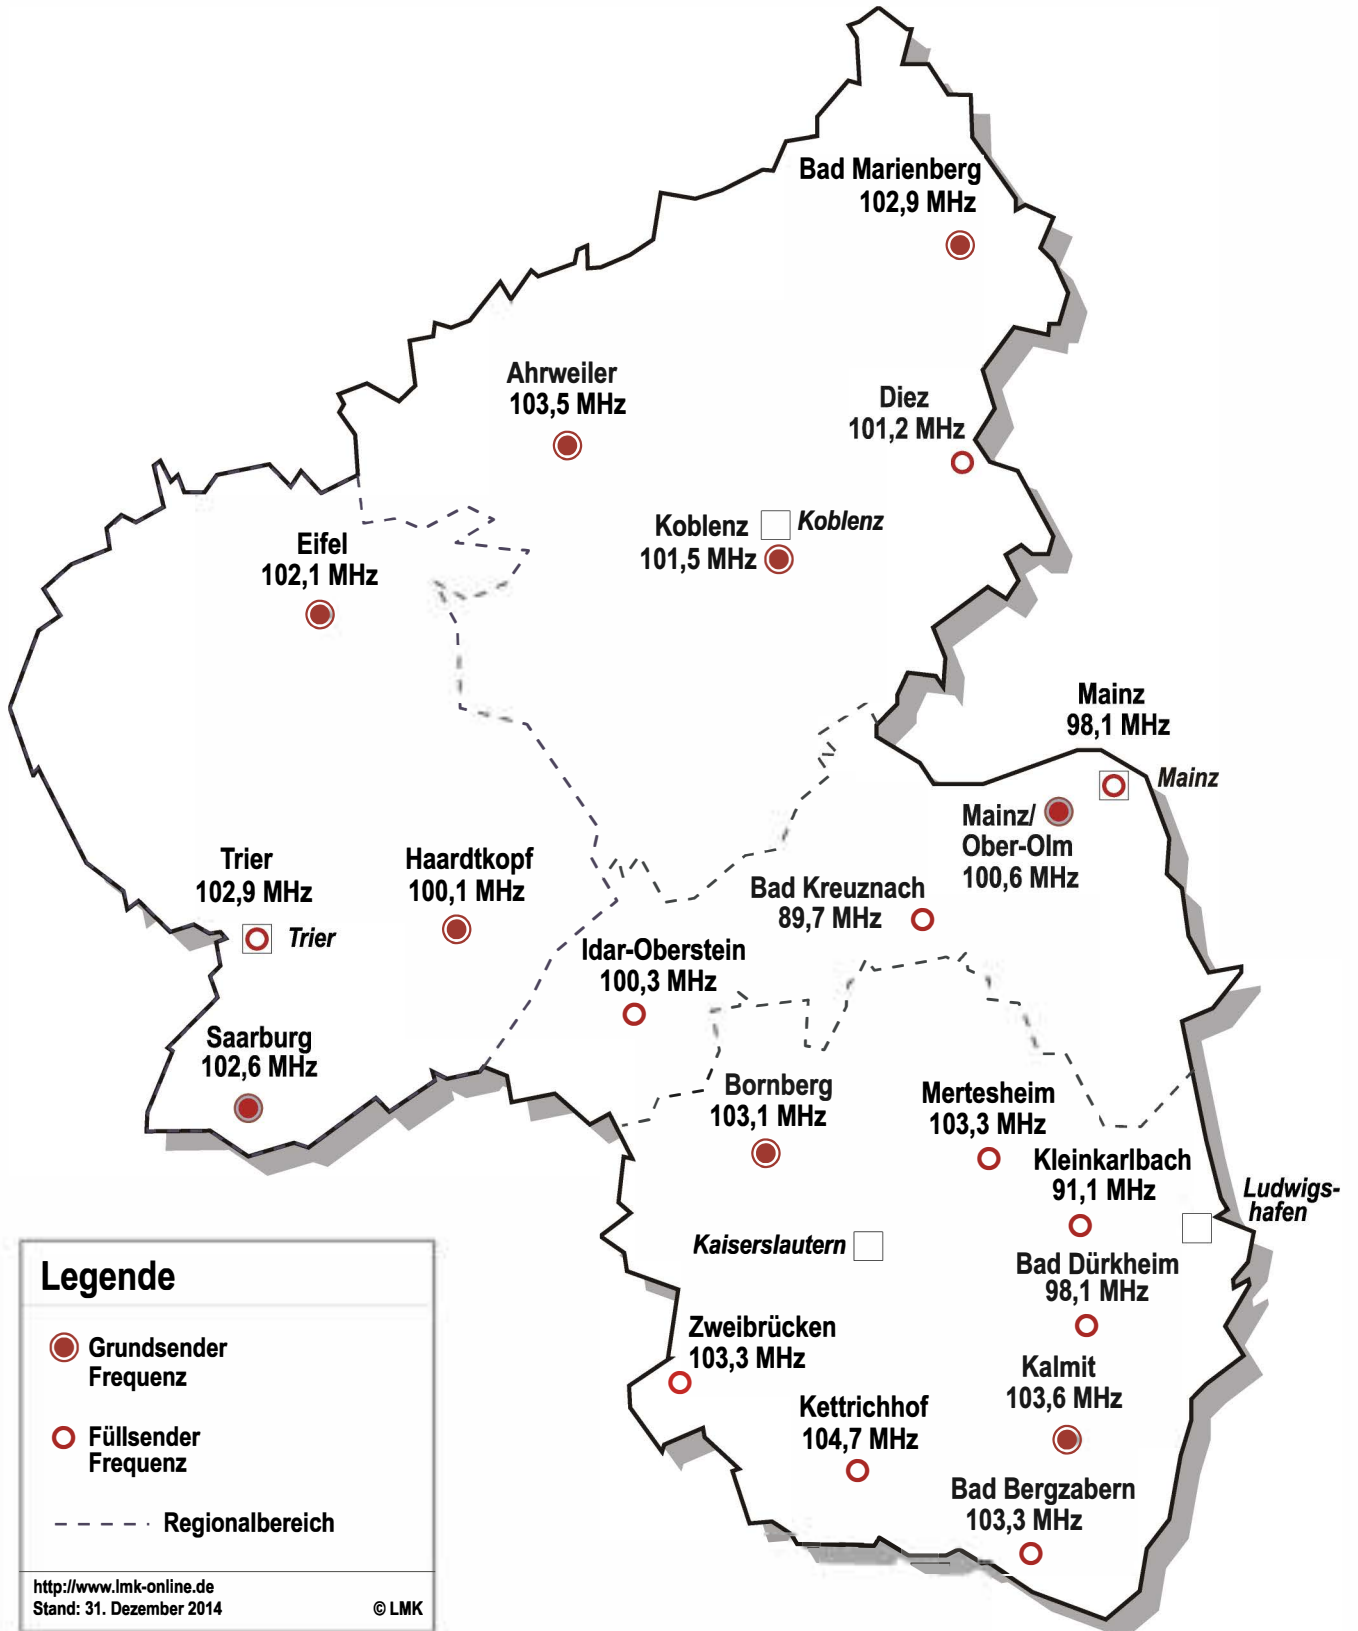 Bad Marienberg
102,9 MHz
Ahrweiler
103,5 MHz
Diez
101,2 MHz
Koblenz
101,5 MHz
Koblenz
Eifel
102,1 MHz
Mainz
98,1 MHz
Mainz
Mainz/
Ober-Olm
100,6 MHz
Trier
102,9 MHz
Trier
Haardtkopf
100,1 MHz
Bad Kreuznach
89,7 MHz
Idar-Oberstein
100,3 MHz
Saarburg
102,6 MHz
Bornberg
103,1 MHz
Mertesheim
103,3 MHz
Kleinkarlbach
91,1 MHz
Ludwigs-
hafen
Kaiserslautern
Bad Dürkheim
98,1 MHz
Zweibrücken
103,3 MHz
Kalmit
103,6 MHz
Kettrichhof
104,7 MHz
Bad Bergzabern
103,3 MHz
Legende
Grundsender
Frequenz
Füllsender
Frequenz
Regionalbereich
http://www.lmk-online.de
Stand: 31. Dezember 2014
© LMK